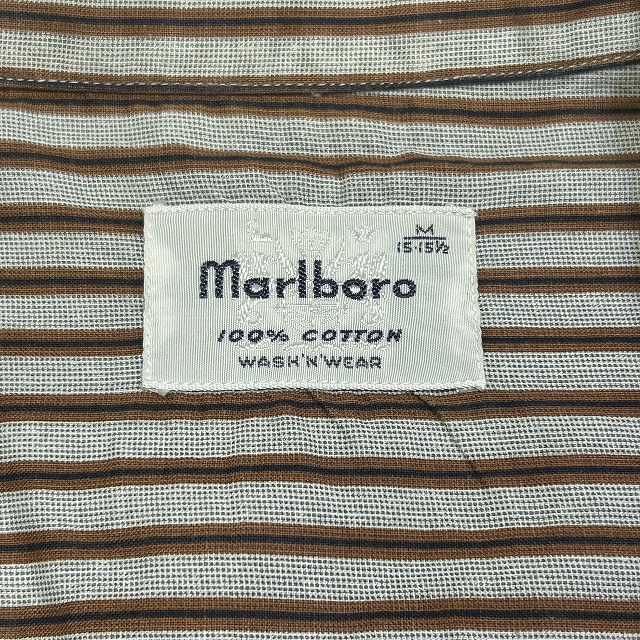 M
15-15½
Marlboro
100% COTTON
WASH'N'WEAR